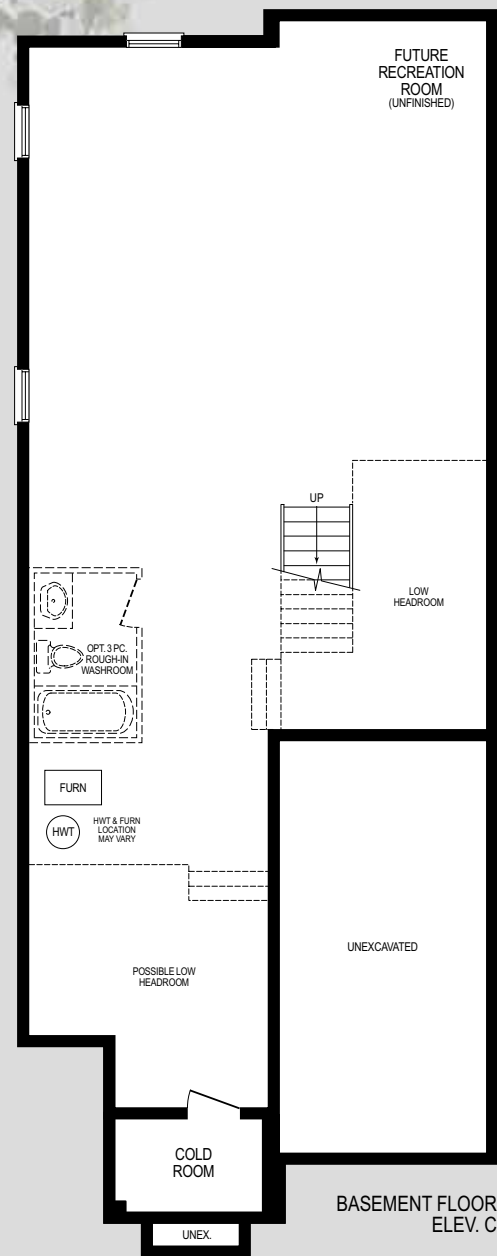 FUTURE
RECREATION
ROOM
(UNFINISHED)
UP
LOW
HEADROOM
OPT. 3 PC.
ROUGH-IN
WASHROOM
FURN
HWT
HWT & FURN
LOCATION
MAY VARY
UNEXCAVATED
POSSIBLE LOW
HEADROOM
COLD
ROOM
UNEX.
BASEMENT FLOOR
ELEV. C